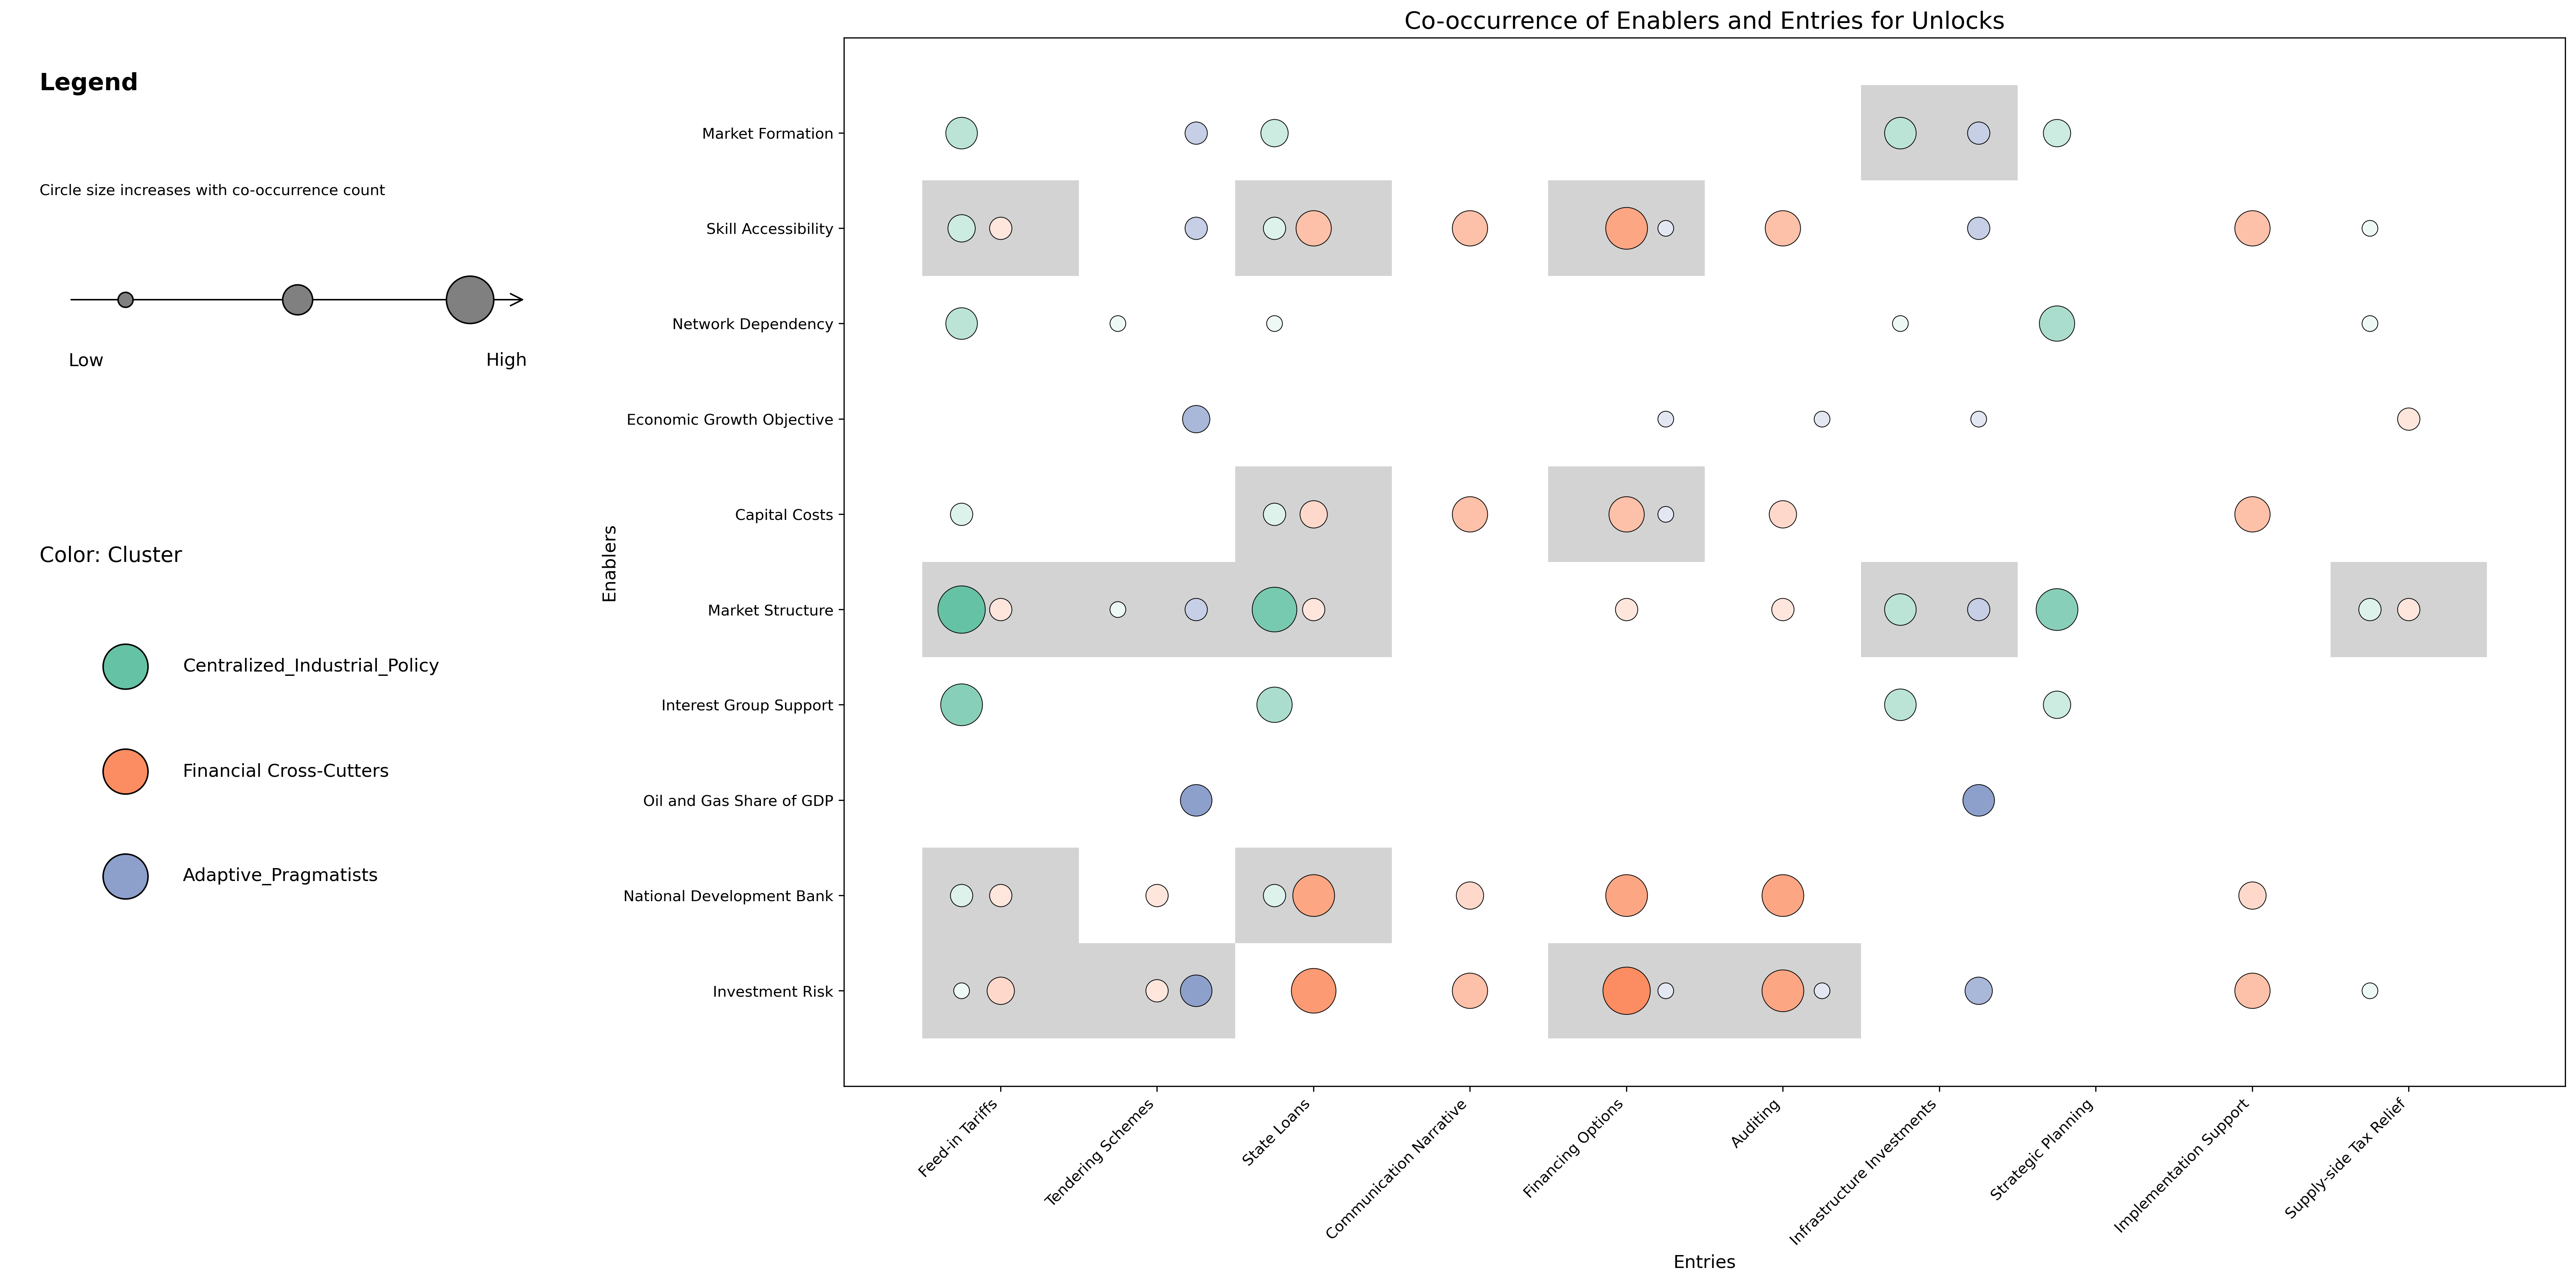 Co-occurrence of Enablers and Entries for Unlocks
Legend
Circle size increases with co-occurrence count
Low
High
Color: Cluster
Centralized_Industrial_Policy
Financial Cross-Cutters
Adaptive_Pragmatists
Enablers
Market Formation
Skill Accessibility
Network Dependency
Economic Growth Objective
Capital Costs
Market Structure
Interest Group Support
Oil and Gas Share of GDP
National Development Bank
Investment Risk
Feed-in Tariffs
Tendering Schemes
State Loans
Communication Narrative
Financing Options
Auditing
Infrastructure Investments
Strategic Planning
Implementation Support
Supply-side Tax Relief
Entries